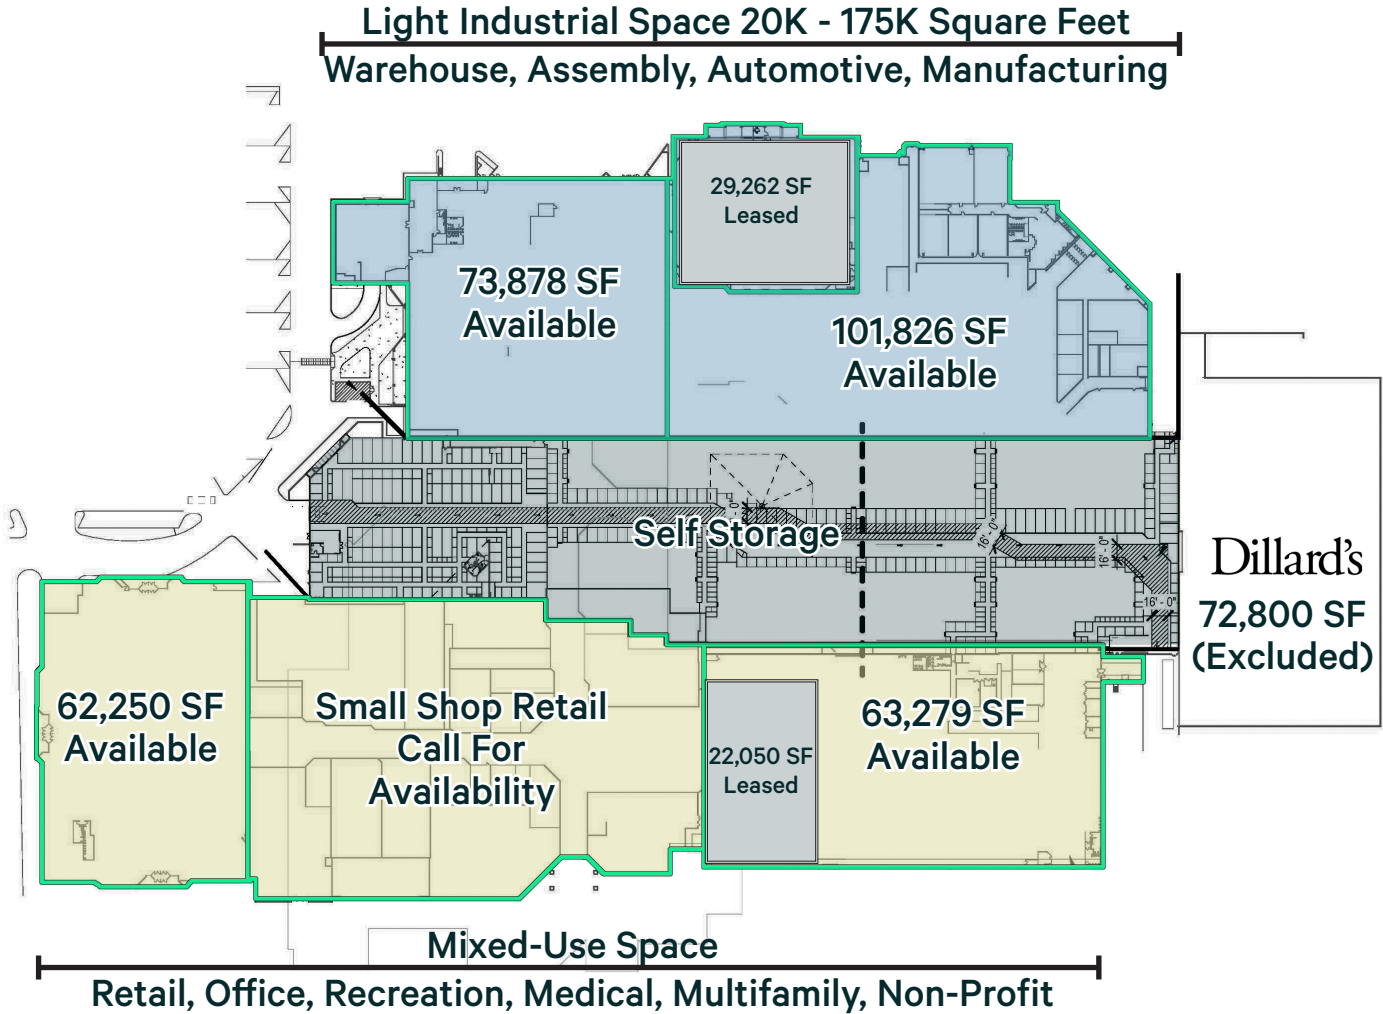 Light Industrial Space 20K - 175K Square Feet
Warehouse, Assembly, Automotive, Manufacturing
29,262 SF
Leased
73,878 SF
Available
101,826 SF
Available
Self Storage
16' - 0"
16' - 0"
16' - 0"
Dillard's
72,800 SF
(Excluded)
62,250 SF
Available
Small Shop Retail
Call For
Availability
22,050 SF
Leased
63,279 SF
Available
Mixed-Use Space
Retail, Office, Recreation, Medical, Multifamily, Non-Profit